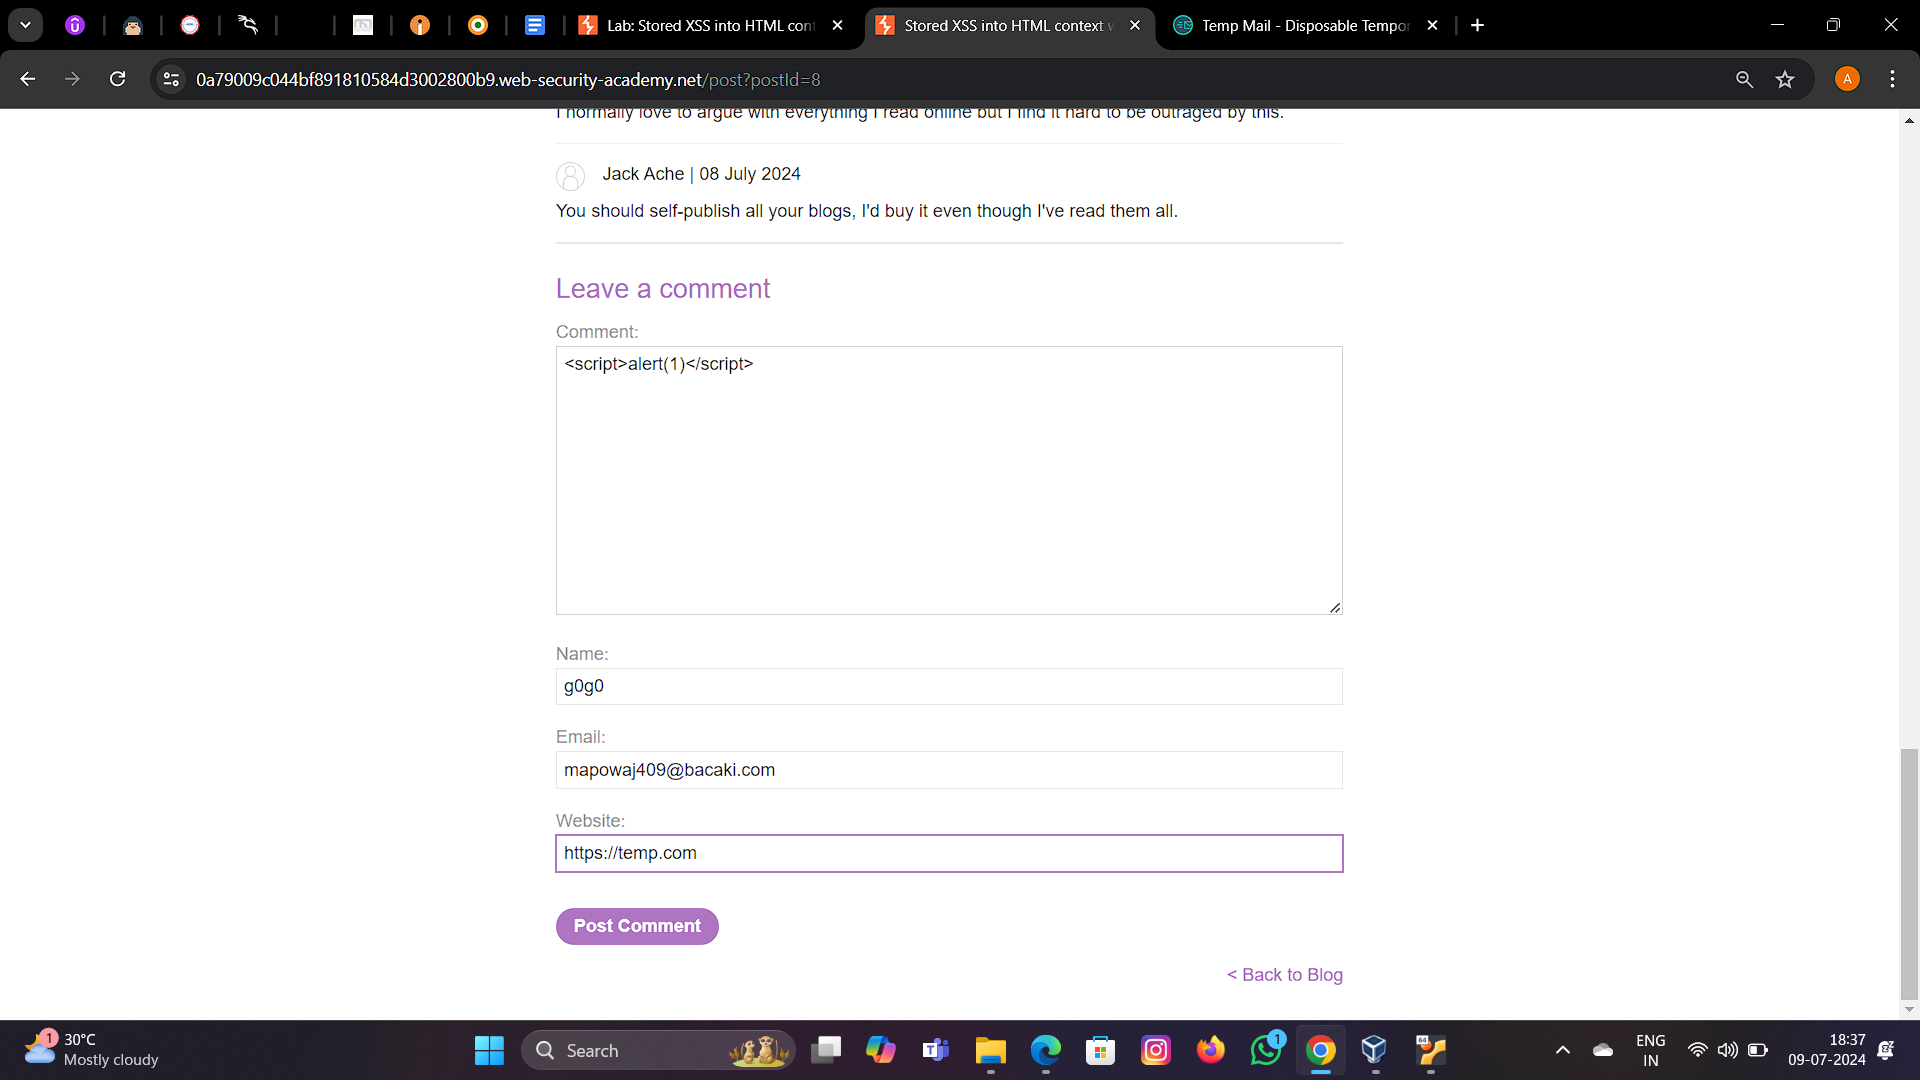 Lab: Stored XSS into HTML cont
Stored XSS into HTML context w
Temp Mail - Disposable Tempor
0a79009c044bf891810584d3002800b9.web-security-academy.net/post?postId=8
A
I normally love to argue with everything I read online but I find it hard to be outraged by this.
Jack Ache | 08 July 2024
You should self-publish all your blogs, I'd buy it even though I've read them all.
Leave a comment
Comment:
<script>alert(1)</script>
Name:
g0g0
Email:
mapowaj409@bacaki.com
Website:
https://temp.com
Post Comment
< Back to Blog
1
30°C
Mostly cloudy
Search
1
64
ENG
IN
18:37
09-07-2024